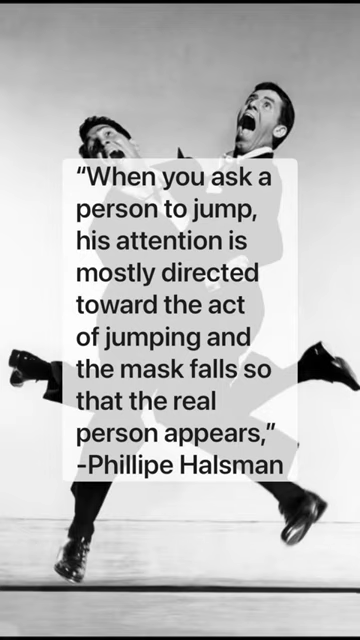 “When you ask a
person to jump,
his attention is
mostly directed
toward the act
of jumping and
the mask falls so
that the real
person appears,”
-Phillipe Halsman